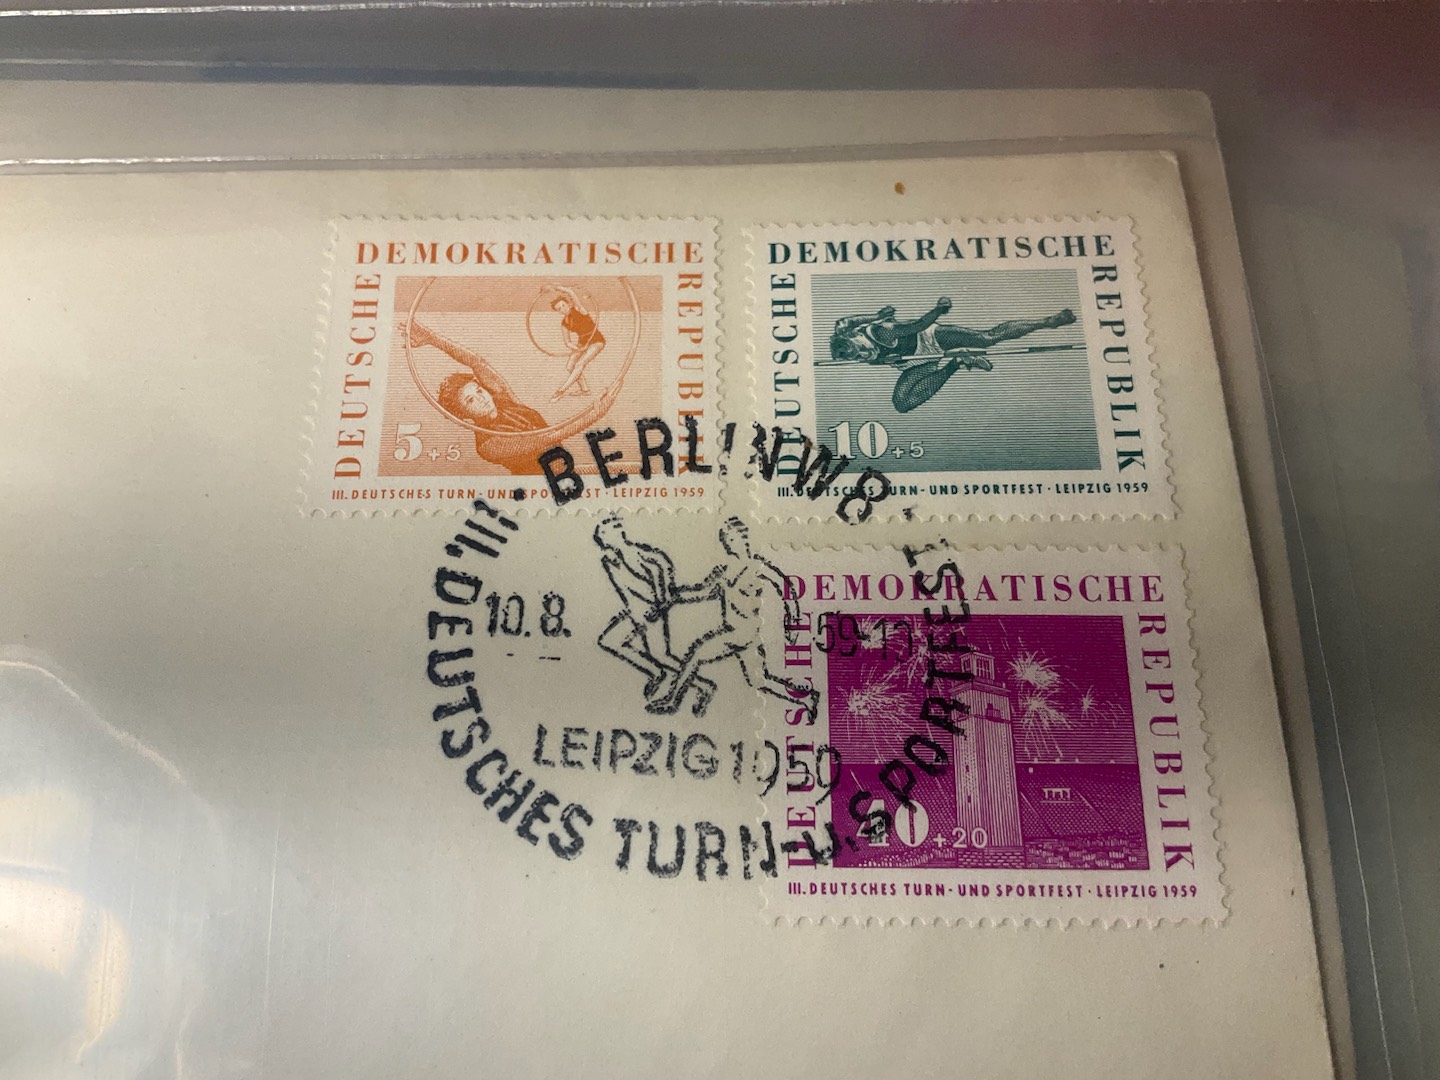 DEUTSCHE DEMOKRATISCHE REPUBLIK
5+5
III. DEUTSCHES TURN-UND SPORTFEST · LEIPZIG 1959
DEUTSCHE DEMOKRATISCHE REPUBLIK
10+5
III. DEUTSCHES TURN-UND SPORTFEST · LEIPZIG 1959
DEUTSCHE DEMOKRATISCHE REPUBLIK
40+20
III. DEUTSCHES TURN-UND SPORTFEST · LEIPZIG 1959
· BERLIN W 8 ·
10.8.
59-
LEIPZIG 1959
III. DEUTSCHES TURN-U. SPORTFEST